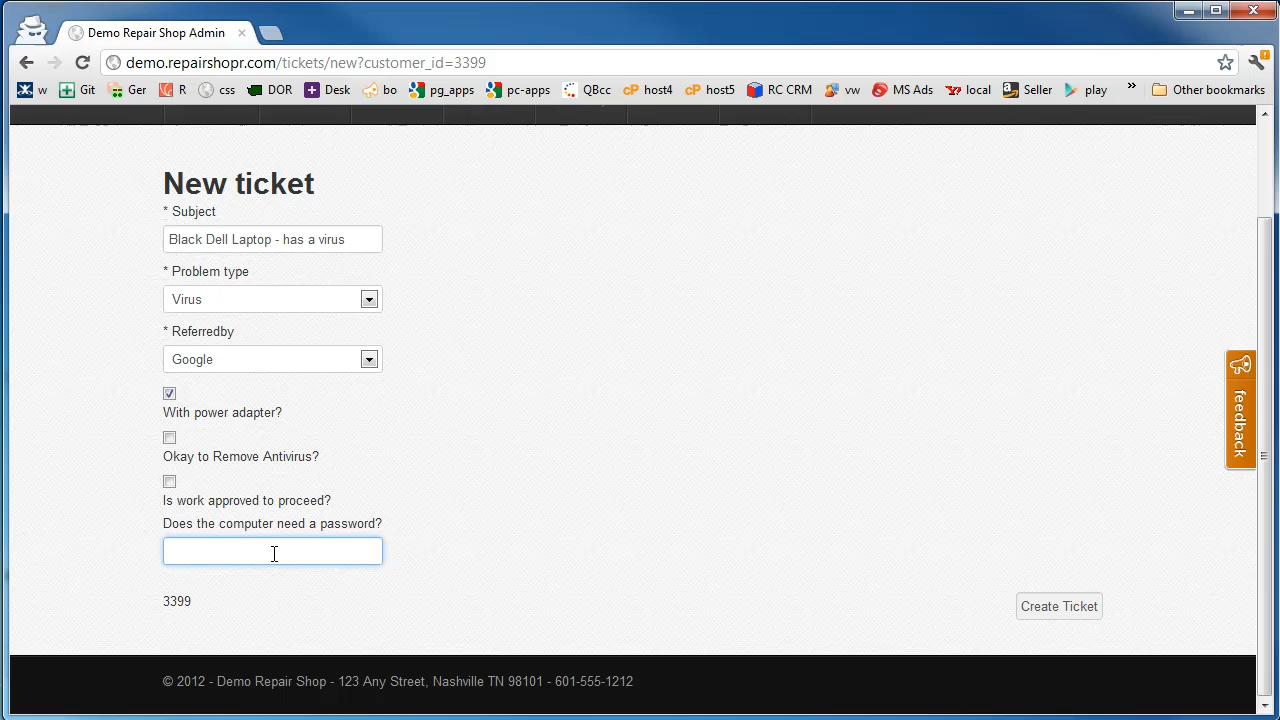 Demo Repair Shop Admin
demo.repairshopr.com/tickets/new?customer_id=3399
w Git Ger R css DOR Desk bo pg_apps pc-apps QBcc host4 host5 RC CRM vw MS Ads local Seller play » Other bookmarks
New ticket
* Subject
Black Dell Laptop - has a virus
* Problem type
Virus
* Referredby
Google
With power adapter?
Okay to Remove Antivirus?
Is work approved to proceed?
Does the computer need a password?
3399
Create Ticket
feedback
© 2012 - Demo Repair Shop - 123 Any Street, Nashville TN 98101 - 601-555-1212